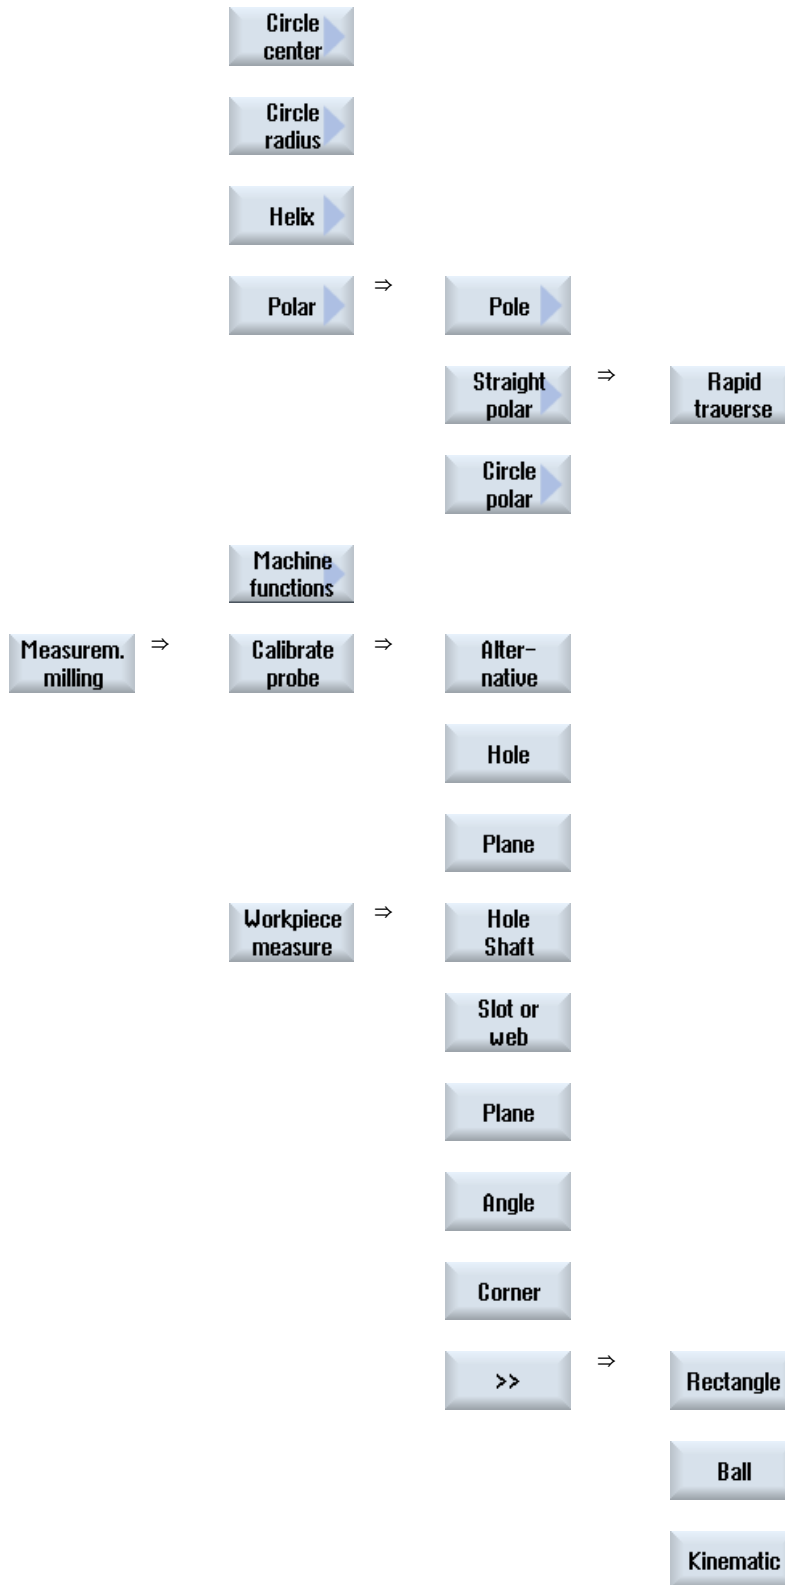 Circle
center
Circle
radius
Helix
Polar ⇒ Pole
Straight
polar ⇒ Rapid
traverse
Circle
polar
Machine
functions
Measurem.
milling ⇒ Calibrate
probe ⇒ Alter-
native
Hole
Plane
Workpiece
measure ⇒ Hole
Shaft
Slot or
web
Plane
Angle
Corner
>> ⇒ Rectangle
Ball
Kinematic